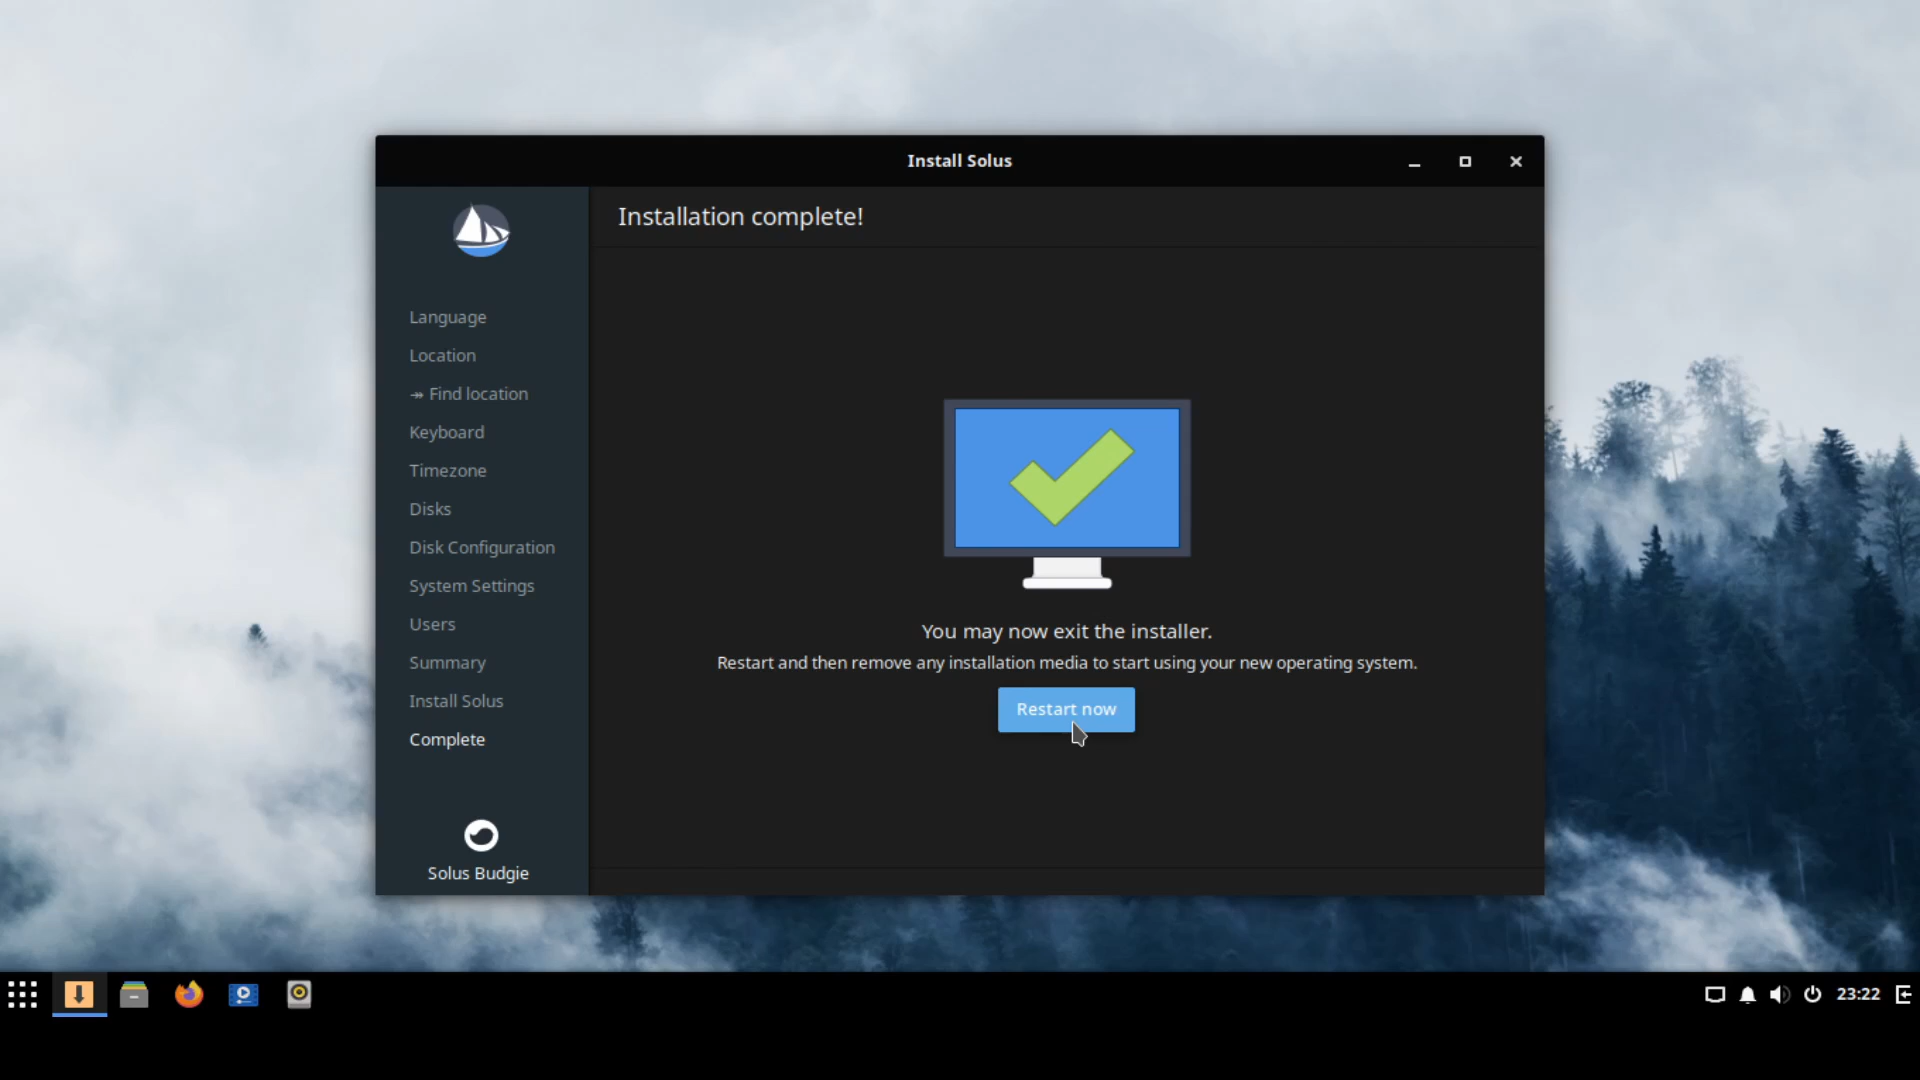 Install Solus
Installation complete!
Language
Location
↠ Find location
Keyboard
Timezone
Disks
Disk Configuration
System Settings
Users
Summary
Install Solus
Complete
Solus Budgie
You may now exit the installer.
Restart and then remove any installation media to start using your new operating system.
Restart now
23:22